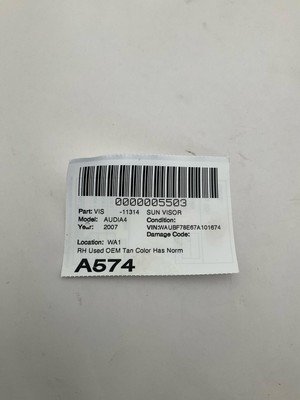 0000005503
Part: VIS -11314 SUN VISOR
Model: AUDIA4 Condition:
Year: 2007 VIN:WAUBF78E67A101674
Damage Code:
Location: WA1
RH Used OEM Tan Color Has Norm
A574